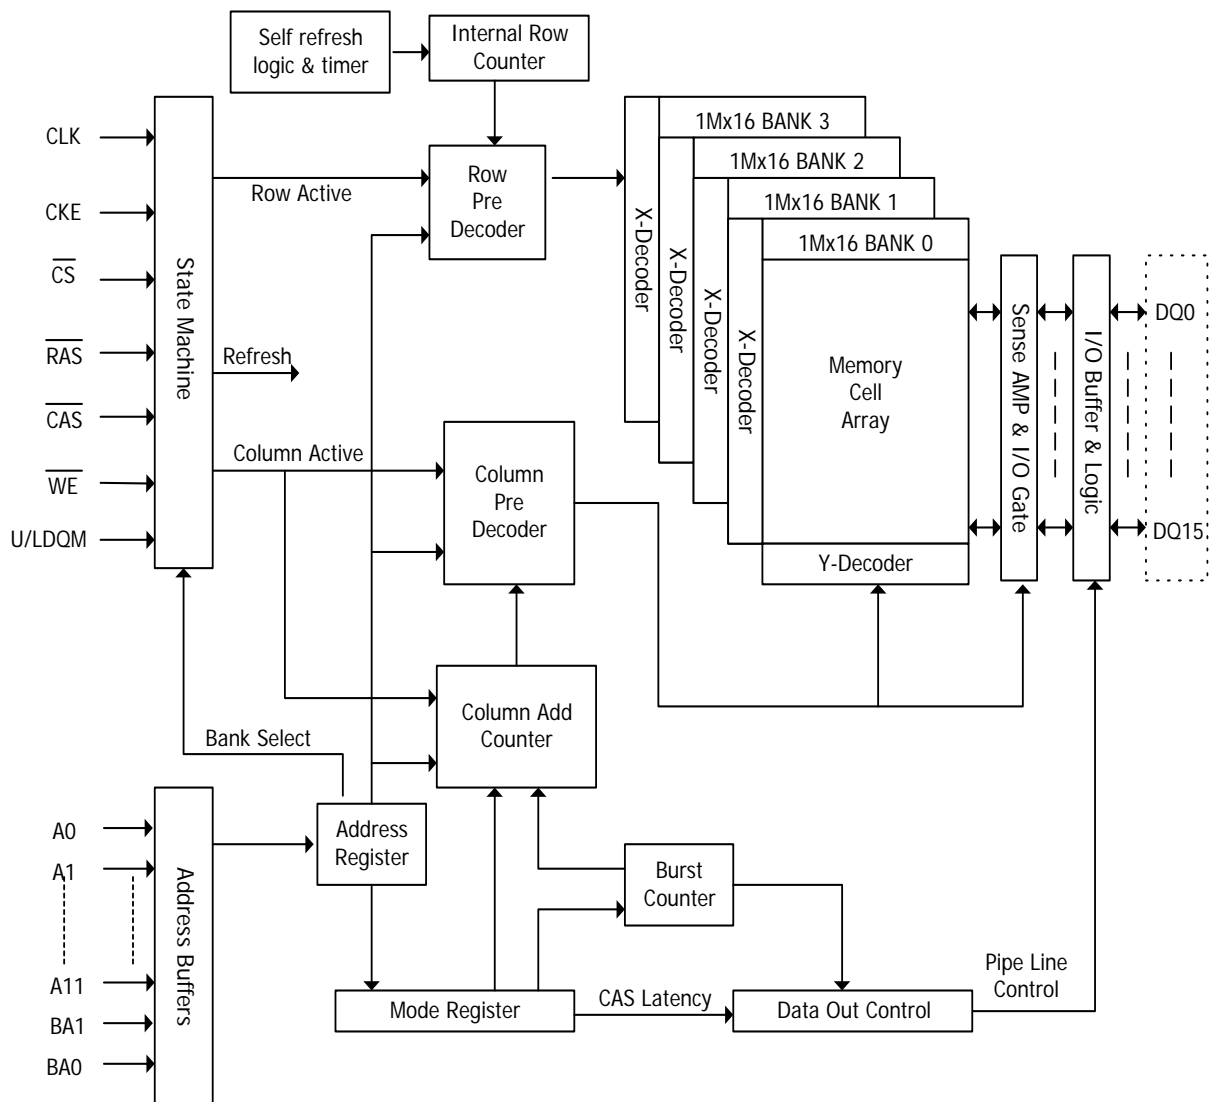 Self refresh
logic & timer
Internal Row
Counter
1Mx16 BANK 3
1Mx16 BANK 2
1Mx16 BANK 1
1Mx16 BANK 0
CLK
CKE
CS
RAS
CAS
WE
U/LDQM
State Machine
Row Active
Refresh
Column Active
Row
Pre
Decoder
X-Decoder
X-Decoder
X-Decoder
X-Decoder
Memory
Cell
Array
Y-Decoder
Sense AMP & I/O Gate
I/O Buffer & Logic
DQ0
DQ15
Column
Pre
Decoder
Column Add
Counter
Bank Select
A0
A1
A11
BA1
BA0
Address Buffers
Address
Register
Burst
Counter
Mode Register
CAS Latency
Data Out Control
Pipe Line
Control